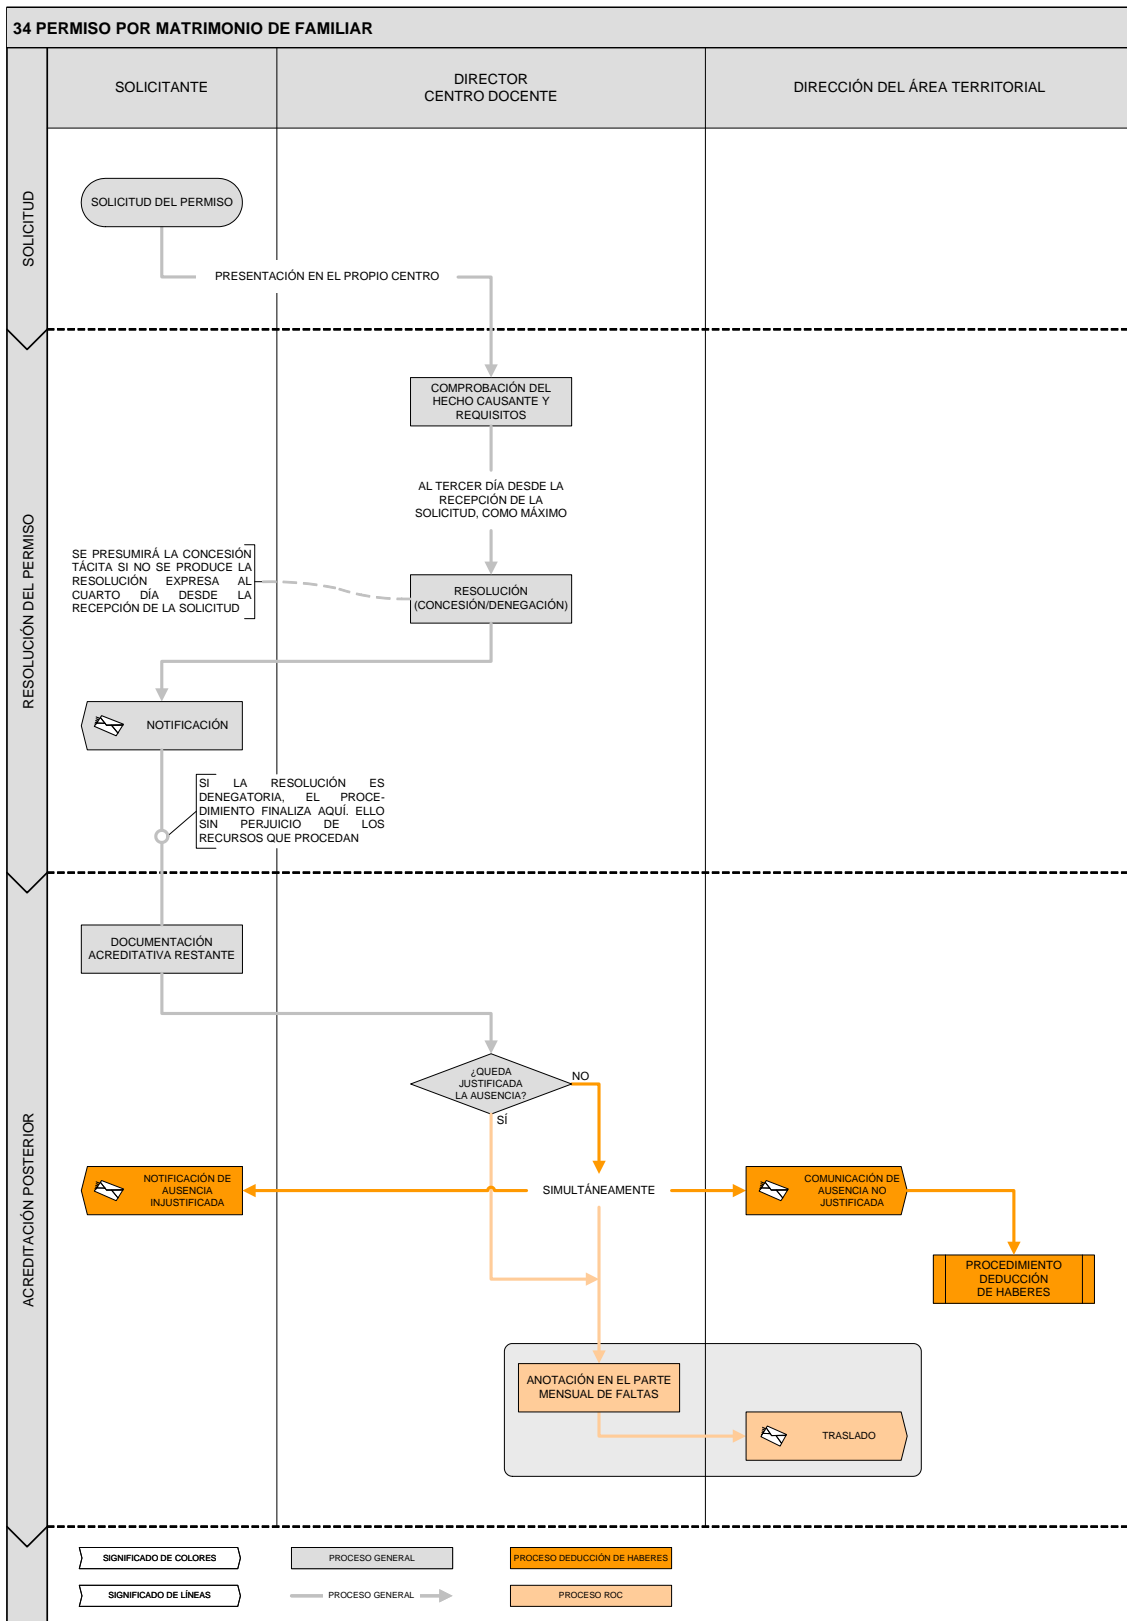 34 PERMISO POR MATRIMONIO DE FAMILIAR
SOLICITANTE
DIRECTOR
CENTRO DOCENTE
DIRECCIÓN DEL ÁREA TERRITORIAL
SOLICITUD
SOLICITUD DEL PERMISO
PRESENTACIÓN EN EL PROPIO CENTRO
RESOLUCIÓN DEL PERMISO
COMPROBACIÓN DEL
HECHO CAUSANTE Y
REQUISITOS
AL TERCER DÍA DESDE LA
RECEPCIÓN DE LA
SOLICITUD, COMO MÁXIMO
SE PRESUMIRÁ LA CONCESIÓN
TÁCITA SI NO SE PRODUCE LA
RESOLUCIÓN EXPRESA AL
CUARTO DÍA DESDE LA
RECEPCIÓN DE LA SOLICITUD
RESOLUCIÓN
(CONCESIÓN/DENEGACIÓN)
NOTIFICACIÓN
SI LA RESOLUCIÓN ES
DENEGATORIA, EL PROCE-
DIMIENTO FINALIZA AQUÍ. ELLO
SIN PERJUICIO DE LOS
RECURSOS QUE PROCEDAN
ACREDITACIÓN POSTERIOR
DOCUMENTACIÓN
ACREDITATIVA RESTANTE
¿QUEDA
JUSTIFICADA
LA AUSENCIA?
NO
SÍ
NOTIFICACIÓN DE
AUSENCIA
INJUSTIFICADA
SIMULTÁNEAMENTE
COMUNICACIÓN DE
AUSENCIA NO
JUSTIFICADA
PROCEDIMIENTO
DEDUCCIÓN
DE HABERES
ANOTACIÓN EN EL PARTE
MENSUAL DE FALTAS
TRASLADO
SIGNIFICADO DE COLORES
PROCESO GENERAL
PROCESO DEDUCCIÓN DE HABERES
SIGNIFICADO DE LÍNEAS
PROCESO GENERAL
PROCESO ROC